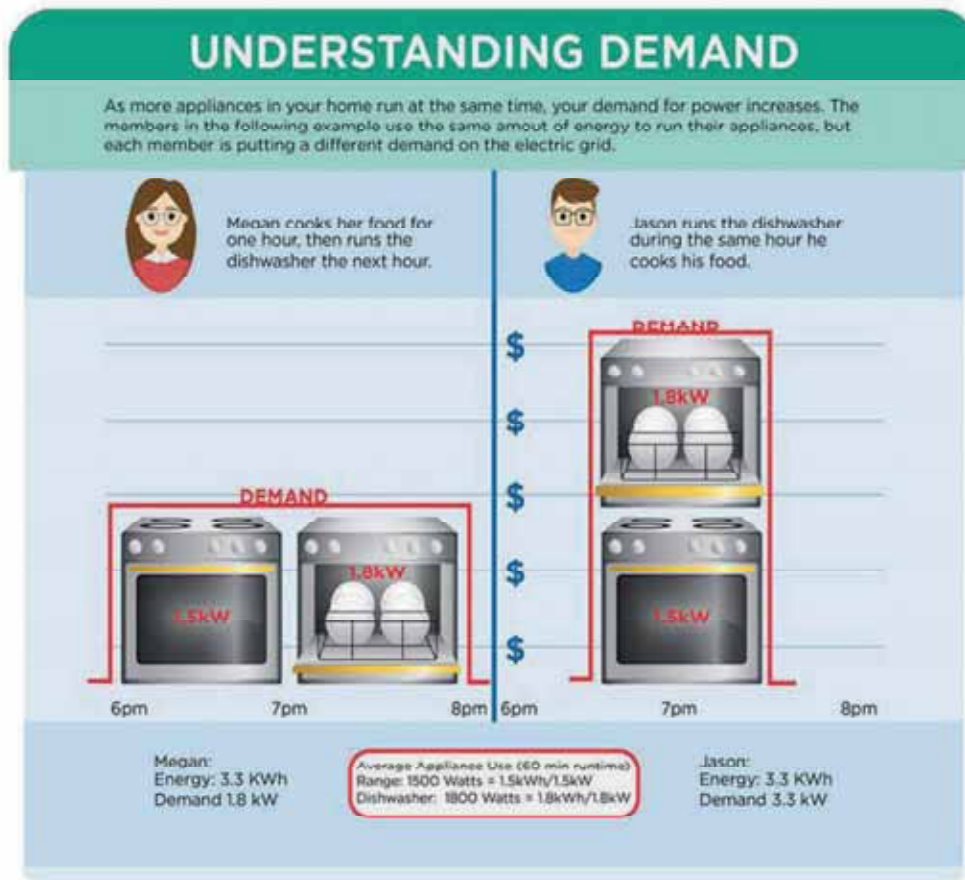 UNDERSTANDING DEMAND
As more appliances in your home run at the same time, your demand for power increases. The
members in the following example use the same amout of energy to run their appliances, but
each member is putting a different demand on the electric grid.
Megan cooks her food for
one hour, then runs the
dishwasher the next hour.
Jason runs the dishwasher
during the same hour he
cooks his food.
DEMAND
1.5kW
1.8kW
6pm
7pm
8pm
$
$
$
$
$
DEMAND
1.8kW
1.5kW
6pm
7pm
8pm
Megan:
Energy: 3.3 KWh
Demand 1.8 kW
Average Appliance Use (60 min runtime)
Range: 1500 Watts = 1.5kWh/1.5kW
Dishwasher: 1800 Watts = 1.8kWh/1.8kW
Jason:
Energy: 3.3 KWh
Demand 3.3 kW